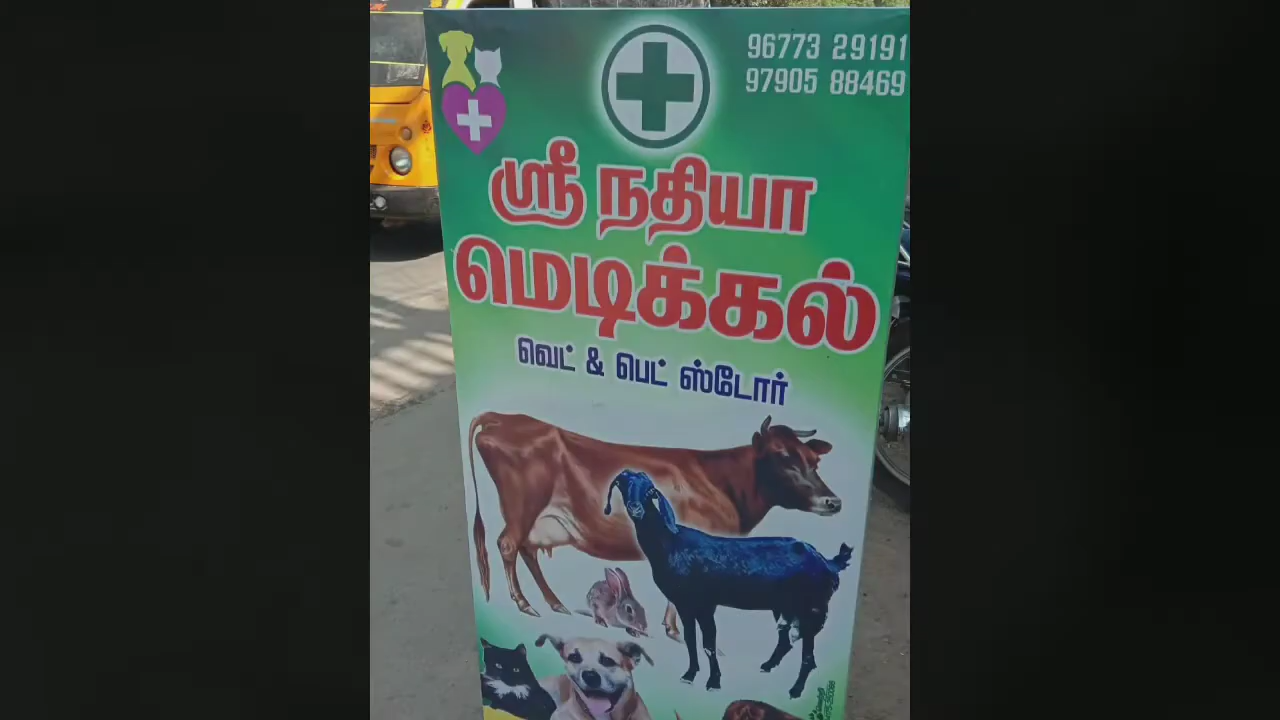 96773 29191
97905 88469
ஸ்ரீ நதியா
மெடிக்கல்
வெட் & பெட் ஸ்டோர்